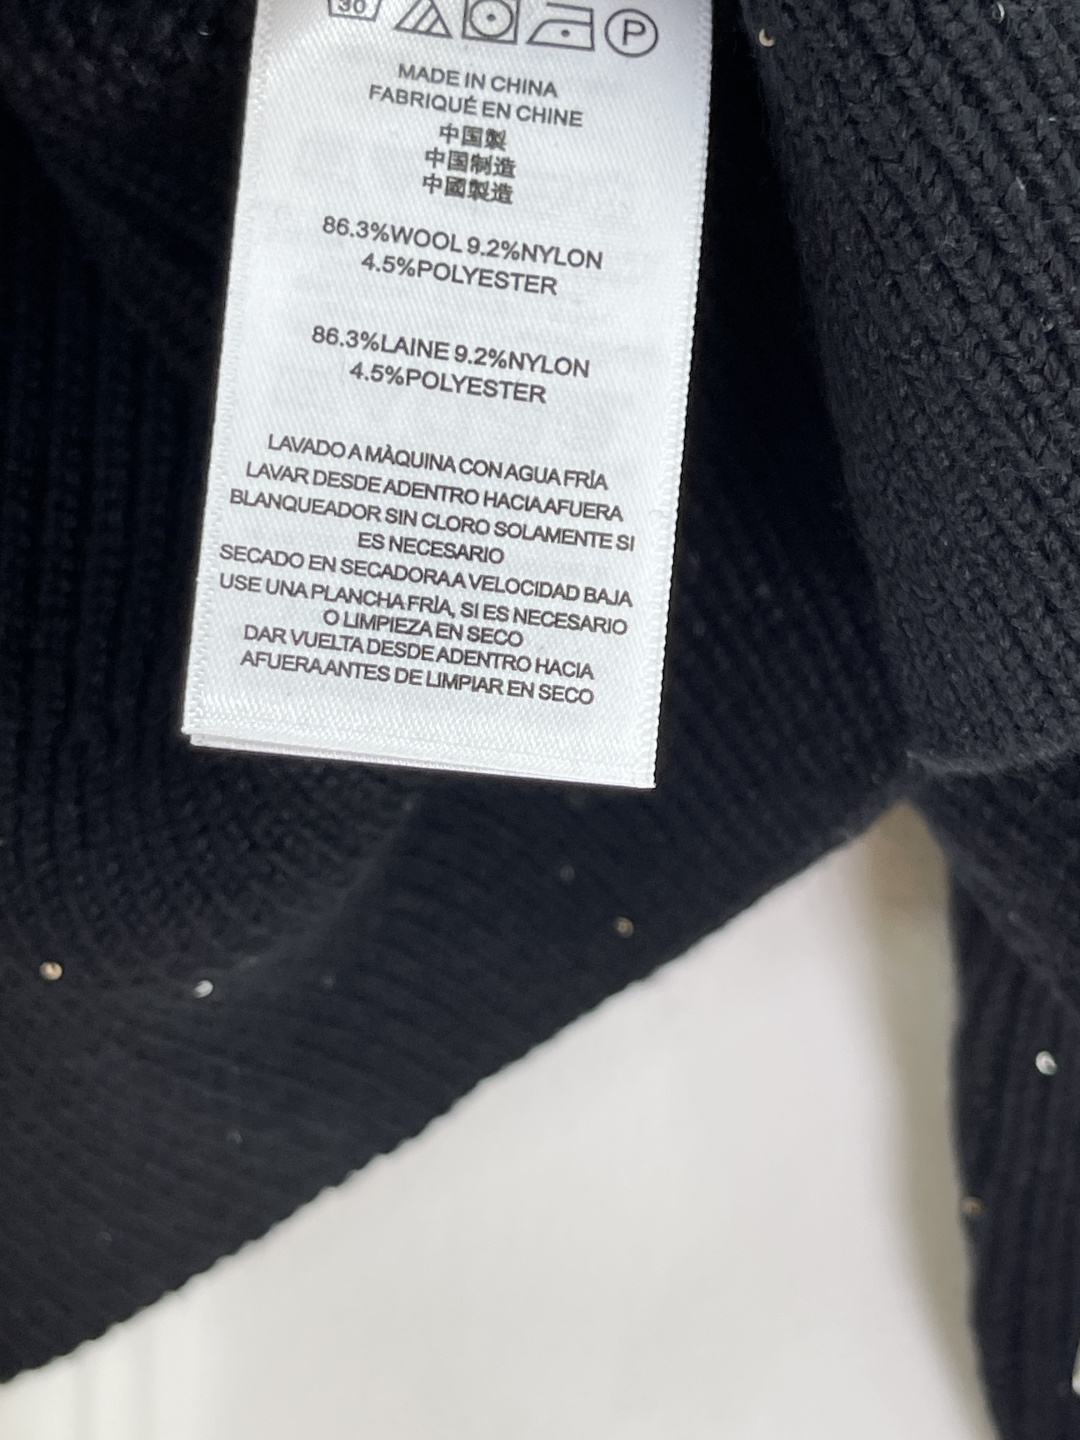 30
P
MADE IN CHINA
FABRIQUÉ EN CHINE
中国製
中国制造
中國製造
86.3%WOOL 9.2%NYLON
4.5%POLYESTER
86.3%LAINE 9.2%NYLON
4.5%POLYESTER
LAVADO A MÀQUINA CON AGUA FRÍA
LAVAR DESDE ADENTRO HACIA AFUERA
BLANQUEADOR SIN CLORO SOLAMENTE SI
ES NECESARIO
SECADO EN SECADORA A VELOCIDAD BAJA
USE UNA PLANCHA FRÍA, SI ES NECESARIO
O LIMPIEZA EN SECO
DAR VUELTA DESDE ADENTRO HACIA
AFUERA ANTES DE LIMPIAR EN SECO